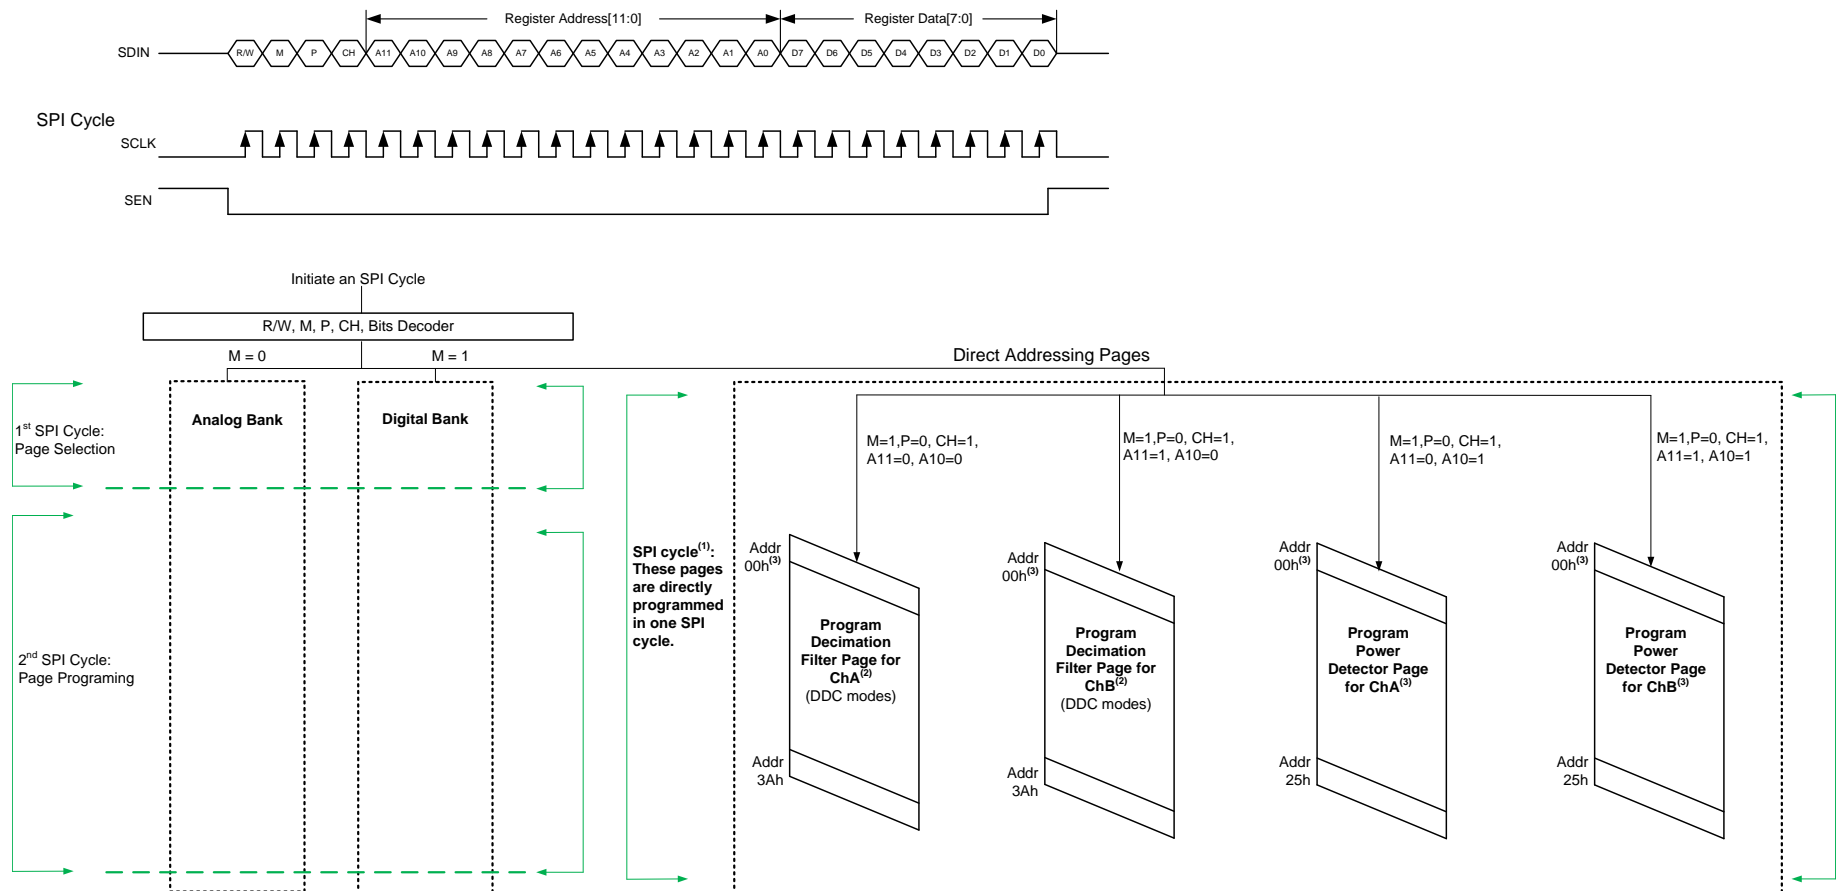 Register Address[11:0]
Register Data[7:0]
SDIN
R/W M P CH A11 A10 A9 A8 A7 A6 A5 A4 A3 A2 A1 A0 D7 D6 D5 D4 D3 D2 D1 D0
SPI Cycle
SCLK
SEN
Initiate an SPI Cycle
R/W, M, P, CH, Bits Decoder
M = 0
M = 1
Direct Addressing Pages
1st SPI Cycle:
Page Selection
Analog Bank
Digital Bank
2nd SPI Cycle:
Page Programing
SPI cycle(1):
These pages
are directly
programmed
in one SPI
cycle.
M=1,P=0, CH=1,
A11=0, A10=0
M=1,P=0, CH=1,
A11=1, A10=0
M=1,P=0, CH=1,
A11=0, A10=1
M=1,P=0, CH=1,
A11=1, A10=1
Addr
00h(3)
Program
Decimation
Filter Page for
ChA(2)
(DDC modes)
Addr
3Ah
Addr
00h(3)
Program
Decimation
Filter Page for
ChB(2)
(DDC modes)
Addr
3Ah
Addr
00h(3)
Program
Power
Detector Page
for ChA(3)
Addr
25h
Addr
00h(3)
Program
Power
Detector Page
for ChB(3)
Addr
25h